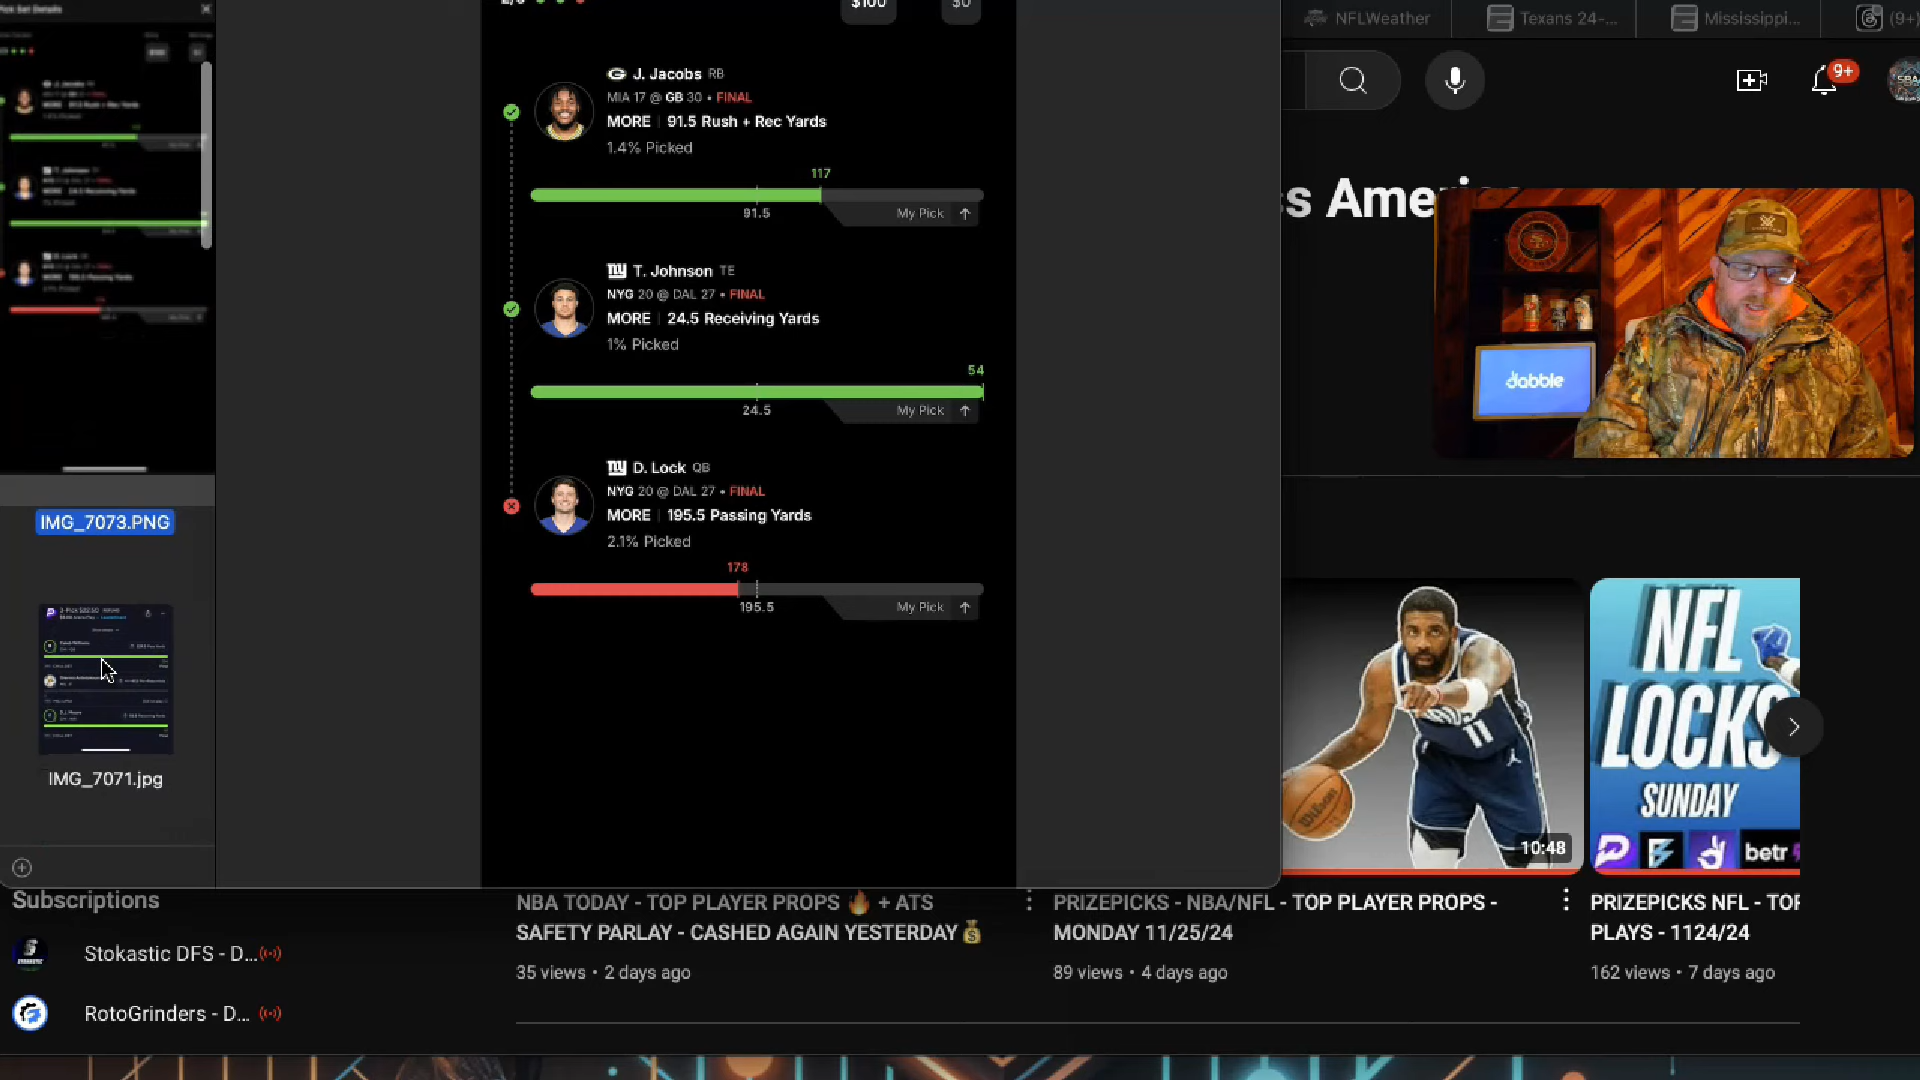 Pick Set Details
$100
$0
J. Jacobs RB
MIA 17 @ GB 30 • FINAL
MORE | 91.5 Rush + Rec Yards
1.4% Picked
117
91.5
My Pick
T. Johnson TE
NYG 20 @ DAL 27 • FINAL
MORE | 24.5 Receiving Yards
1% Picked
54
24.5
My Pick
D. Lock QB
NYG 20 @ DAL 27 • FINAL
MORE | 195.5 Passing Yards
2.1% Picked
178
195.5
My Pick
IMG_7073.PNG
IMG_7071.jpg
NFLWeather
Texans 24-...
Mississippi...
(9+)
9+
s Ame
dabble
11
Wilson
10:48
NFL
LOCKS
SUNDAY
betr
Subscriptions
Stokastic DFS - D...
RotoGrinders - D...
NBA TODAY - TOP PLAYER PROPS 🔥 + ATS
SAFETY PARLAY - CASHED AGAIN YESTERDAY💰
35 views • 2 days ago
PRIZEPICKS - NBA/NFL - TOP PLAYER PROPS -
MONDAY 11/25/24
89 views • 4 days ago
PRIZEPICKS NFL - TOP
PLAYS - 1124/24
162 views • 7 days ago